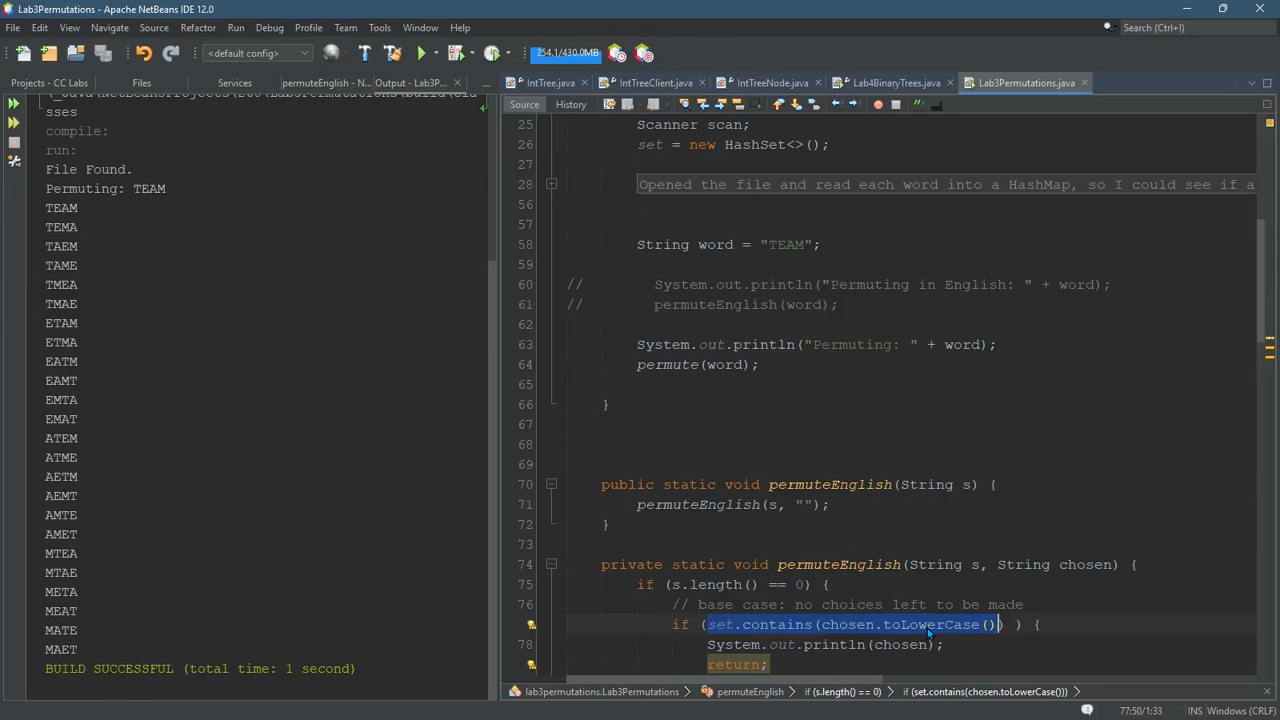 Lab3Permutations - Apache NetBeans IDE 12.0
File Edit View Navigate Source Refactor Run Debug Profile Team Tools Window Help
Search (Ctrl+I)
<default config>
254.1/430.0MB
Projects - CC Labs Files Services permuteEnglish - N... Output - Lab3P...
IntTree.java IntTreeClient.java IntTreeNode.java Lab4BinaryTrees.java Lab3Permutations.java
Source History
sses
compile:
run:
File Found.
Permuting: TEAM
TEAM
TEMA
TAEM
TAME
TMEA
TMAE
ETAM
ETMA
EATM
EAMT
EMTA
EMAT
ATEM
ATME
AETM
AEMT
AMTE
AMET
MTEA
MTAE
META
MEAT
MATE
MAET
BUILD SUCCESSFUL (total time: 1 second)
25 Scanner scan;
26 set = new HashSet<>();
27
28 Opened the file and read each word into a HashMap, so I could see if a
56
57
58 String word = "TEAM";
59
60 // System.out.println("Permuting in English: " + word);
61 // permuteEnglish(word);
62
63 System.out.println("Permuting: " + word);
64 permute(word);
65
66 }
67
68
69
70 public static void permuteEnglish(String s) {
71 permuteEnglish(s, "");
72 }
73
74 private static void permuteEnglish(String s, String chosen) {
75 if (s.length() == 0) {
76 // base case: no choices left to be made
if (set.contains(chosen.toLowerCase()) ) {
78 System.out.println(chosen);
return;
lab3permutations.Lab3Permutations permuteEnglish if (s.length() == 0) if (set.contains(chosen.toLowerCase()))
77:50/1:33 INS Windows (CRLF)